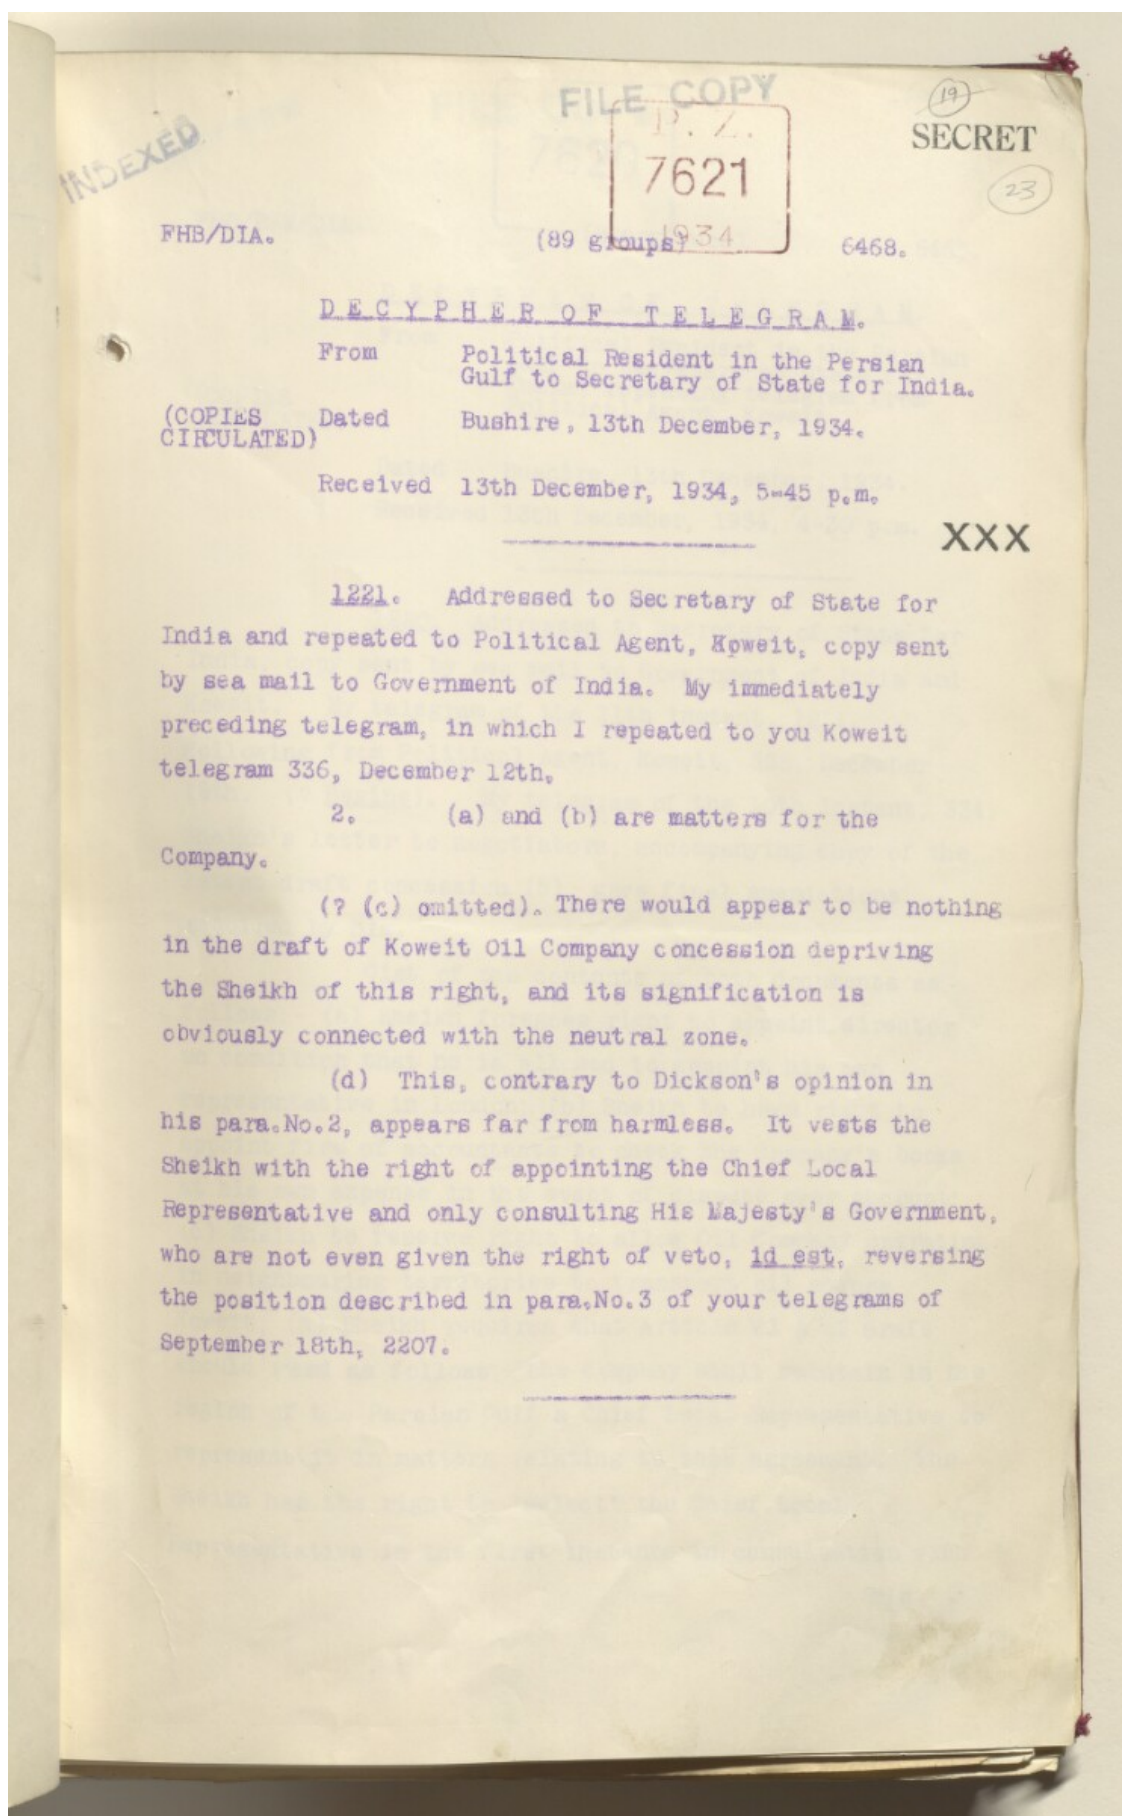 FILE COPY
INDEXED
P. Z.
7621
1934
19
SECRET
23
FHB/DIA.
(89 groups)
6468.
DECYPHER OF TELEGRAM.
From Political Resident in the Persian
Gulf to Secretary of State for India.
(COPIES CIRCULATED)
Dated Bushire, 13th December, 1934.
Received 13th December, 1934, 5-45 p.m.
XXX
1221. Addressed to Secretary of State for
India and repeated to Political Agent, Koweit, copy sent
by sea mail to Government of India. My immediately
preceding telegram, in which I repeated to you Koweit
telegram 336, December 12th.
2. (a) and (b) are matters for the
Company.
(? (c) omitted). There would appear to be nothing
in the draft of Koweit Oil Company concession depriving
the Sheikh of this right, and its signification is
obviously connected with the neutral zone.
(d) This, contrary to Dickson's opinion in
his para.No.2, appears far from harmless. It vests the
Sheikh with the right of appointing the Chief Local
Representative and only consulting His Majesty's Government,
who are not even given the right of veto, id est, reversing
the position described in para.No.3 of your telegrams of
September 18th, 2207.